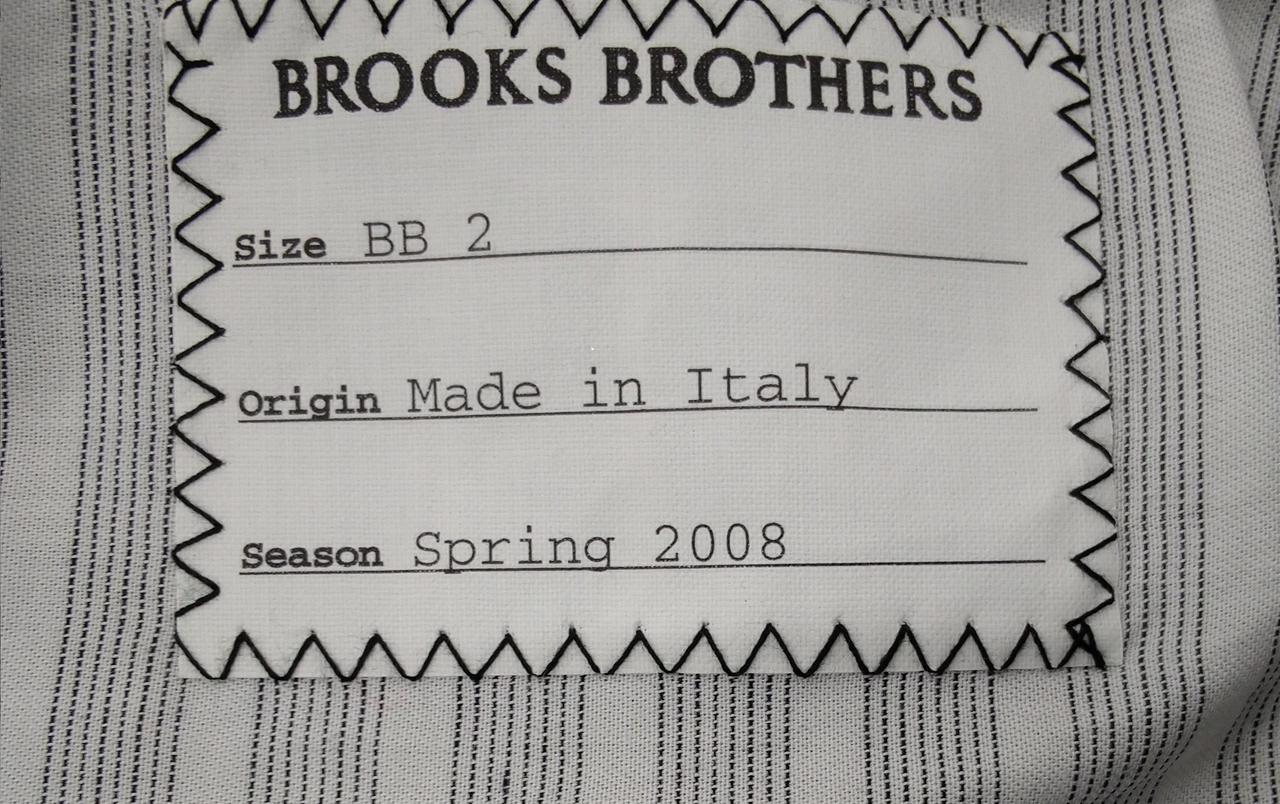 BROOKS BROTHERS
Size BB 2
Origin Made in Italy
Season Spring 2008